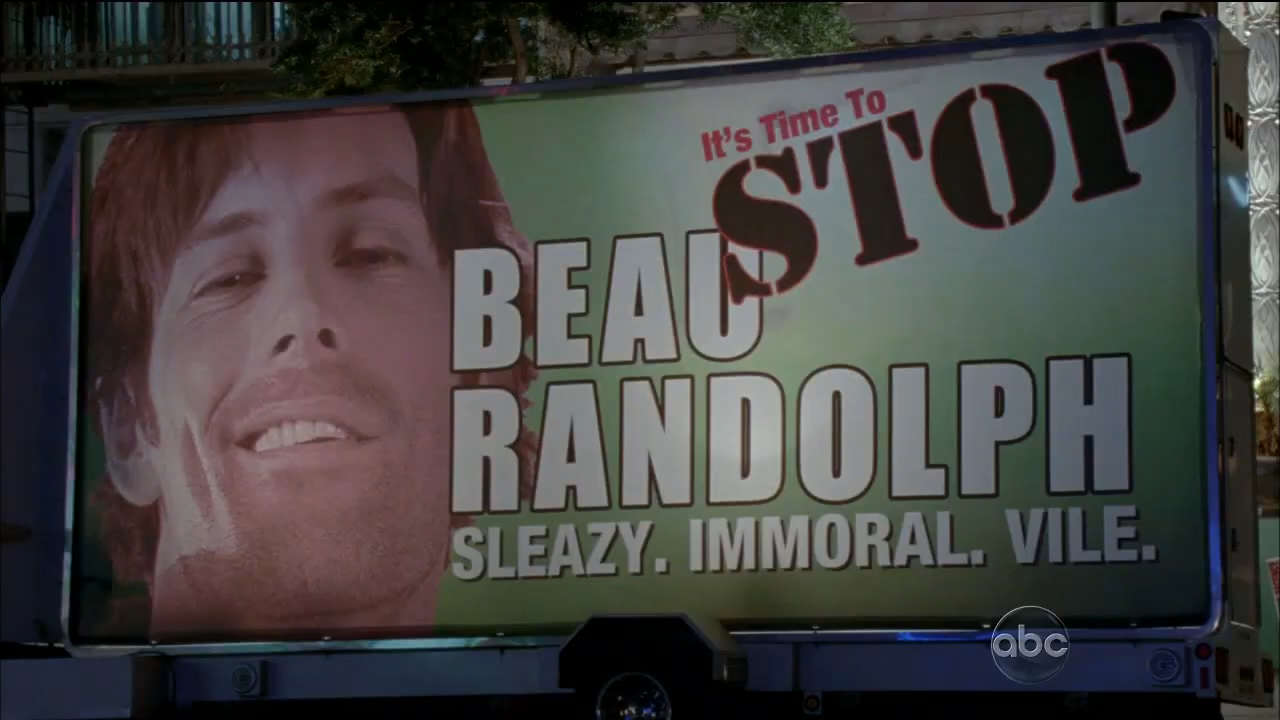 It's Time To
STOP
BEAU
RANDOLPH
SLEAZY. IMMORAL. VILE.
abc